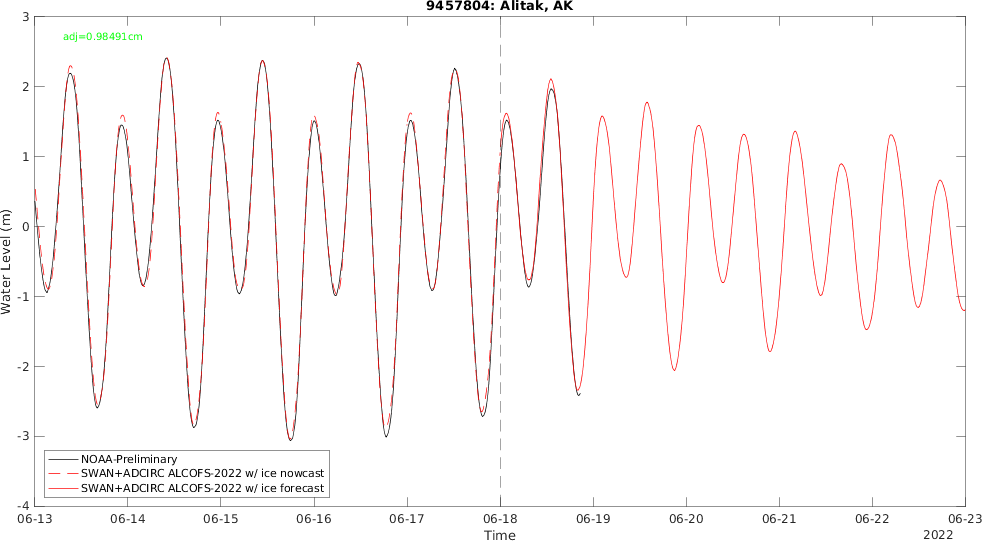 9457804: Alitak, AK
adj=0.98491cm
3
2
1
0
-1
-2
-3
-4
Water Level (m)
NOAA-Preliminary
SWAN+ADCIRC ALCOFS-2022 w/ ice nowcast
SWAN+ADCIRC ALCOFS-2022 w/ ice forecast
06-13 06-14 06-15 06-16 06-17 06-18 06-19 06-20 06-21 06-22 06-23
Time
2022